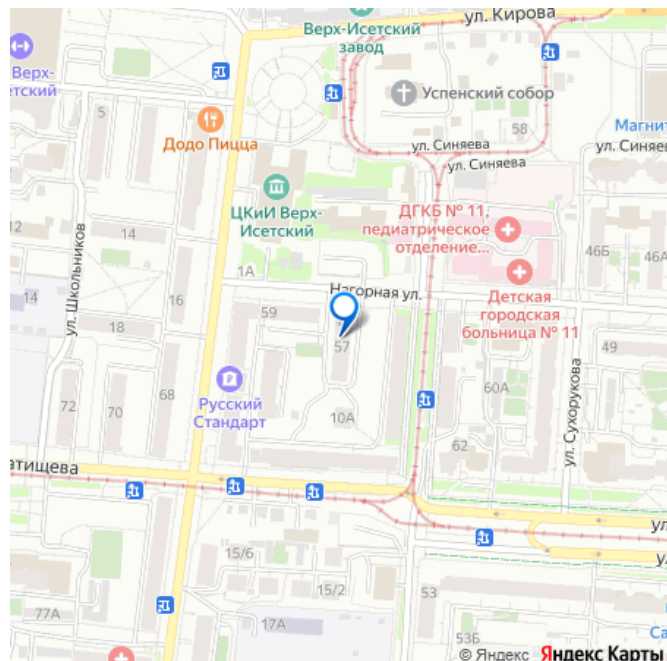 ул. Кирова
Верх-Исетский
завод
Верх-
етский
5
Успенский собор
Додо Пицца
58
Магнит
ул. Синяева
ул. Синяев
ул. Синяева
ЦКиИ Верх-
Исетский
ДГКБ № 11,
педиатрическое
отделение...
ул. Школьников
14
1А
46Б
46А
Нагорная ул.
14
16
59
Детская
городская
больница № 11
18
57
49
Русский
Стандарт
68
60А
ул. Сухорукова
72
70
10А
62
атищева
ул
у
15/6
15/2
53
77А
17А
53Б
Са
© Яндекс Яндекс Карты